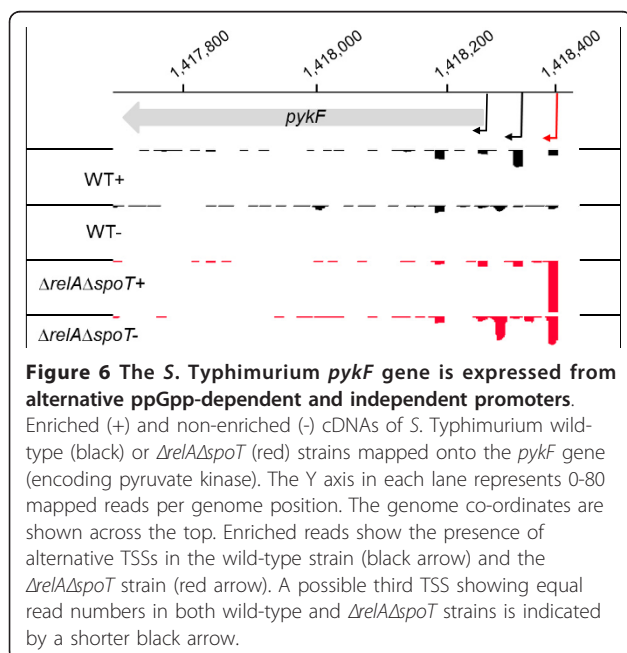 1,417,800
1,418,000
1,418,200
1,418,400
pykF
WT+
WT-
ΔrelAΔspoT+
ΔrelAΔspoT-
Figure 6 The S. Typhimurium pykF gene is expressed from
alternative ppGpp-dependent and independent promoters.
Enriched (+) and non-enriched (-) cDNAs of S. Typhimurium wild-
type (black) or ΔrelAΔspoT (red) strains mapped onto the pykF gene
(encoding pyruvate kinase). The Y axis in each lane represents 0-80
mapped reads per genome position. The genome co-ordinates are
shown across the top. Enriched reads show the presence of
alternative TSSs in the wild-type strain (black arrow) and the
ΔrelAΔspoT strain (red arrow). A possible third TSS showing equal
read numbers in both wild-type and ΔrelAΔspoT strains is indicated
by a shorter black arrow.